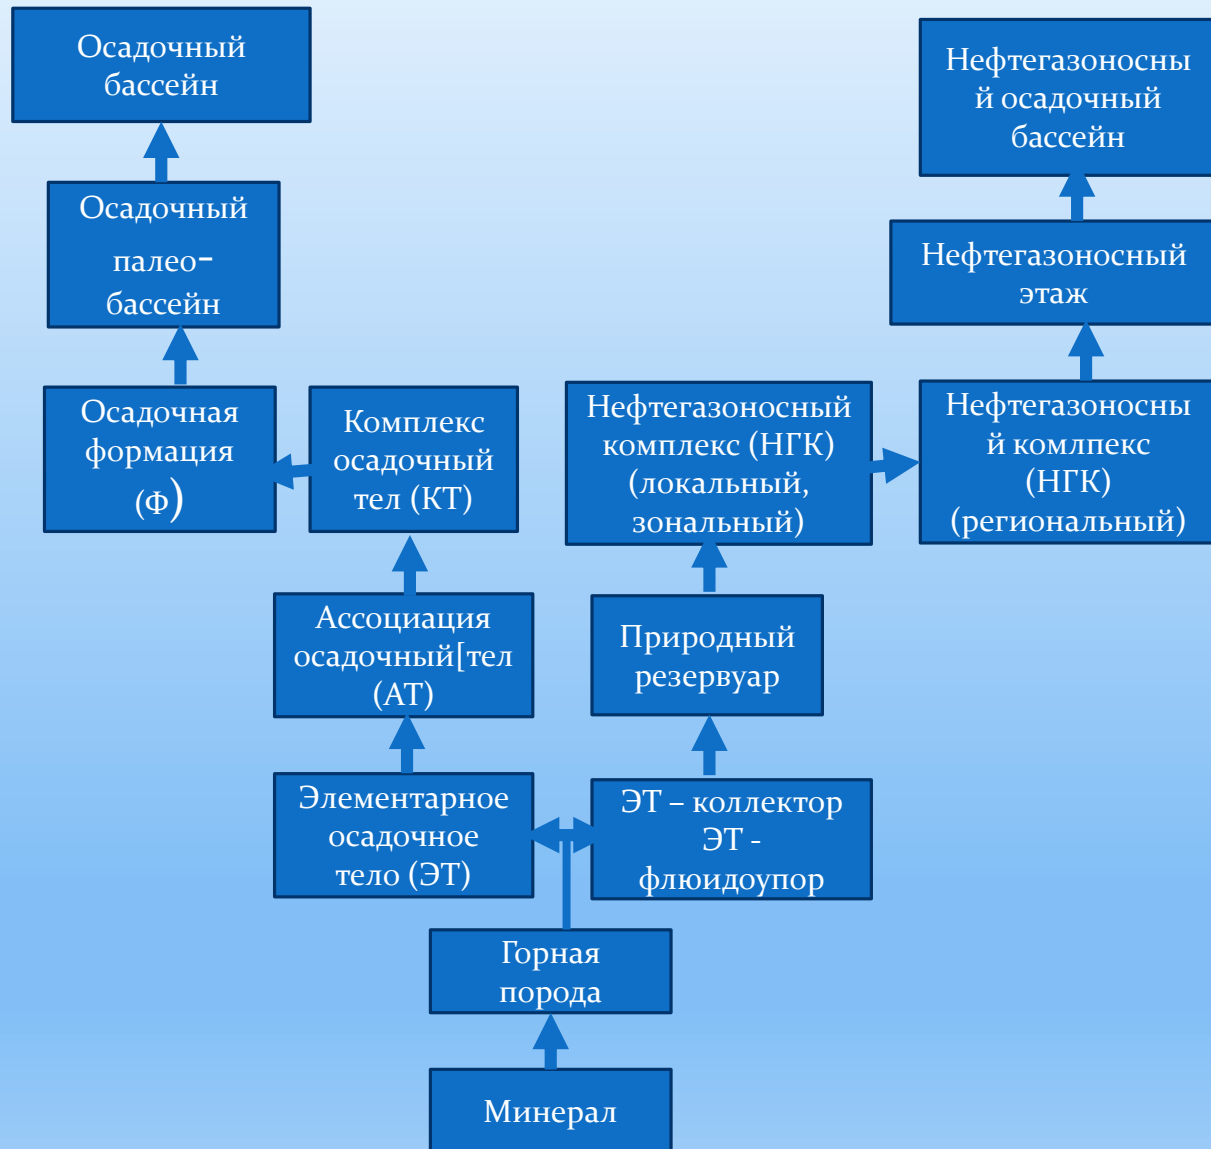 Осадочный
бассейн
Нефтегазоносны
й осадочный
бассейн
Осадочный
палео-
бассейн
Нефтегазоносный
этаж
Осадочная
формация
(Ф)
Комплекс
осадочный
тел (КТ)
Нефтегазоносный
комплекс (НГК)
(локальный,
зональный)
Нефтегазоносны
й комлпекс
(НГК)
(региональный)
Ассоциация
осадочный[тел
(АТ)
Природный
резервуар
Элементарное
осадочное
тело (ЭТ)
ЭТ – коллектор
ЭТ -
флюидоупор
Горная
порода
Минерал